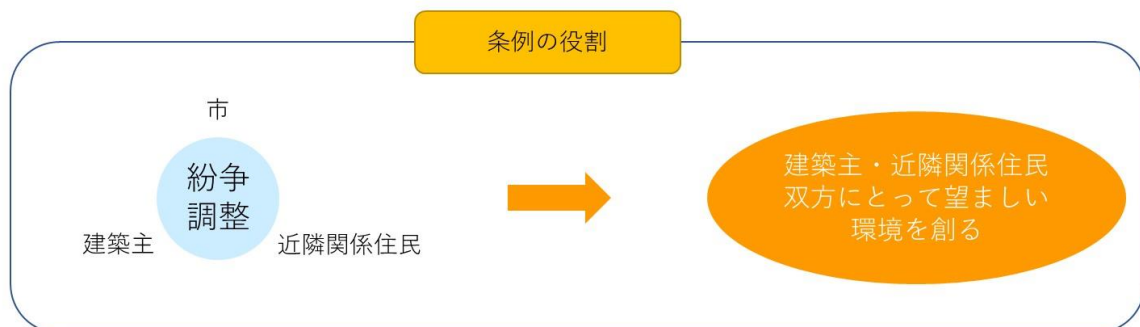 条例の役割
市
紛争
調整
建築主
近隣関係住民
建築主・近隣関係住民
双方にとって望ましい
環境を創る